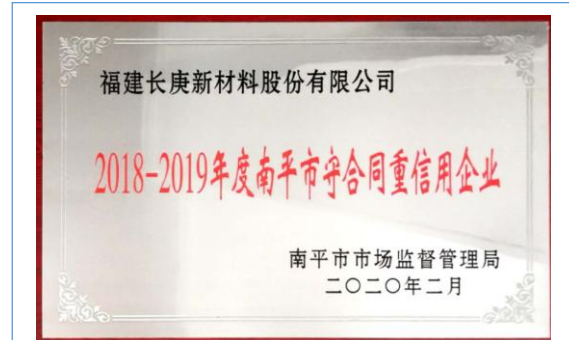 福建长庚新材料股份有限公司
2018-2019年度南平市守合同重信用企业
南平市市场监督管理局
二〇二〇年二月